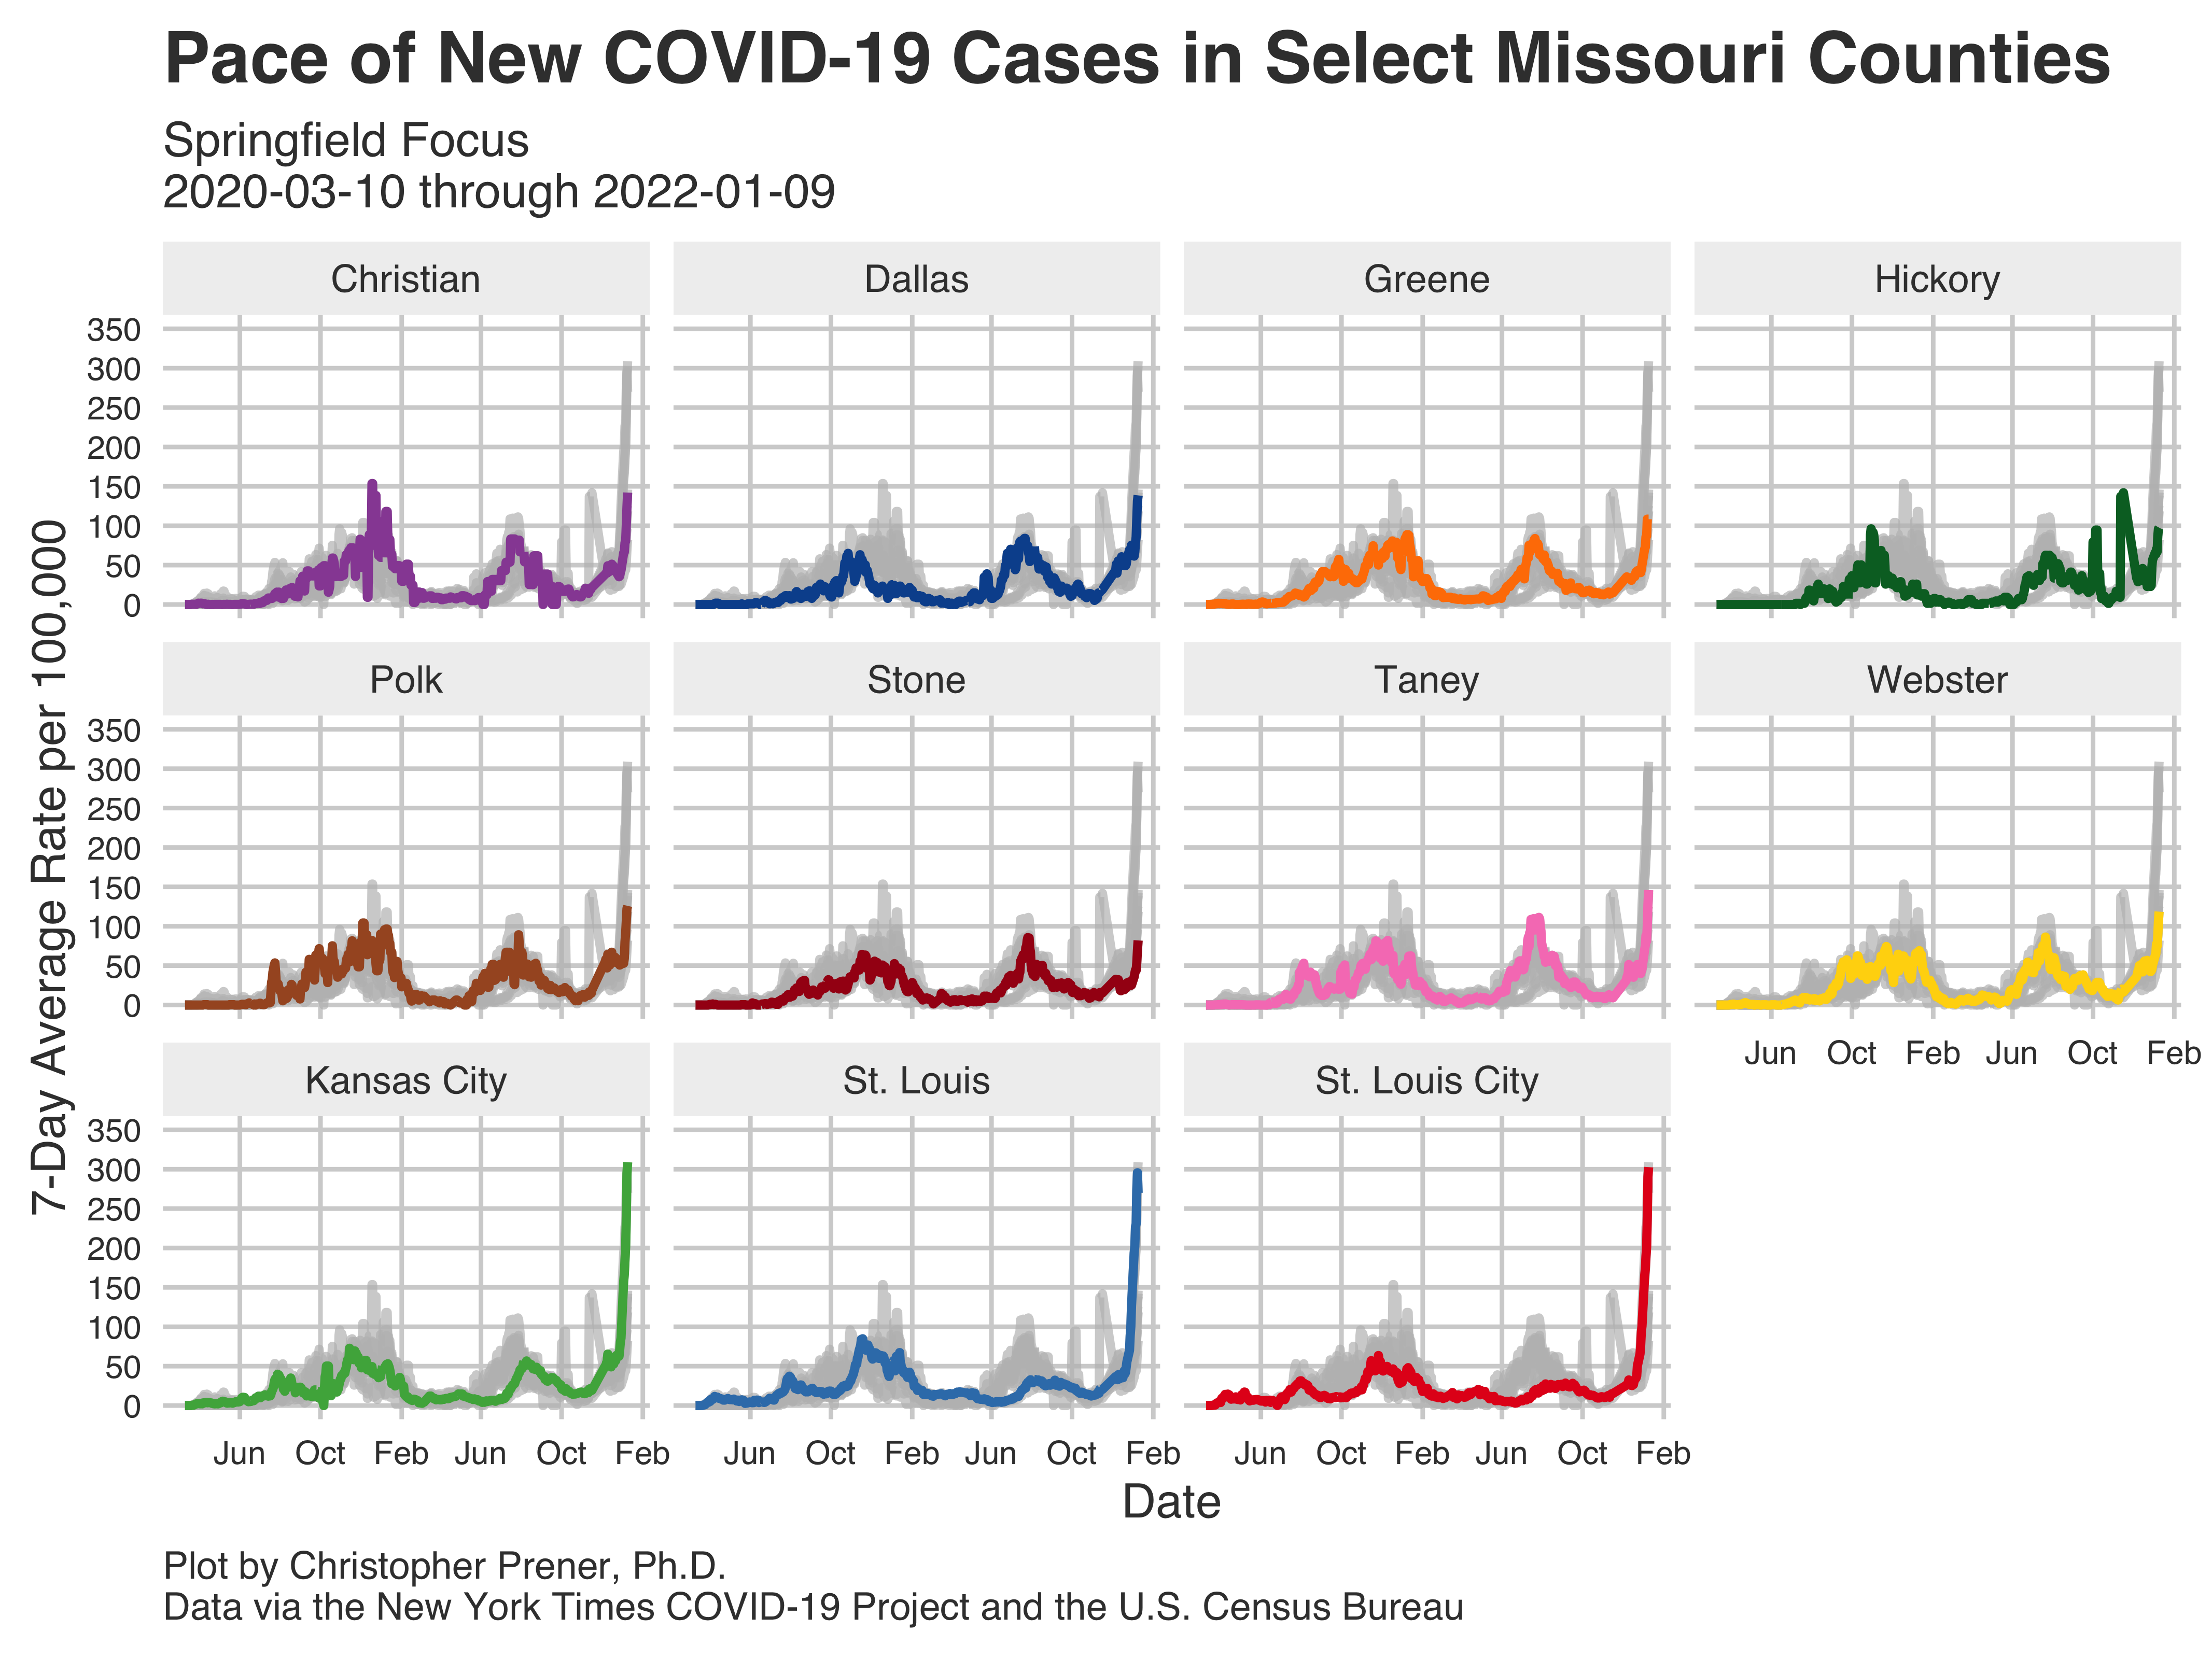 Pace of New COVID-19 Cases in Select Missouri Counties
Springfield Focus
2020-03-10 through 2022-01-09
7-Day Average Rate per 100,000
Christian
Dallas
Greene
Hickory
350
300
250
200
150
100
50
0
Polk
Stone
Taney
Webster
350
300
250
200
150
100
50
0
Jun Oct Feb Jun Oct Feb
Kansas City
St. Louis
St. Louis City
350
300
250
200
150
100
50
0
Jun Oct Feb Jun Oct Feb
Jun Oct Feb Jun Oct Feb
Jun Oct Feb Jun Oct Feb
Date
Plot by Christopher Prener, Ph.D.
Data via the New York Times COVID-19 Project and the U.S. Census Bureau